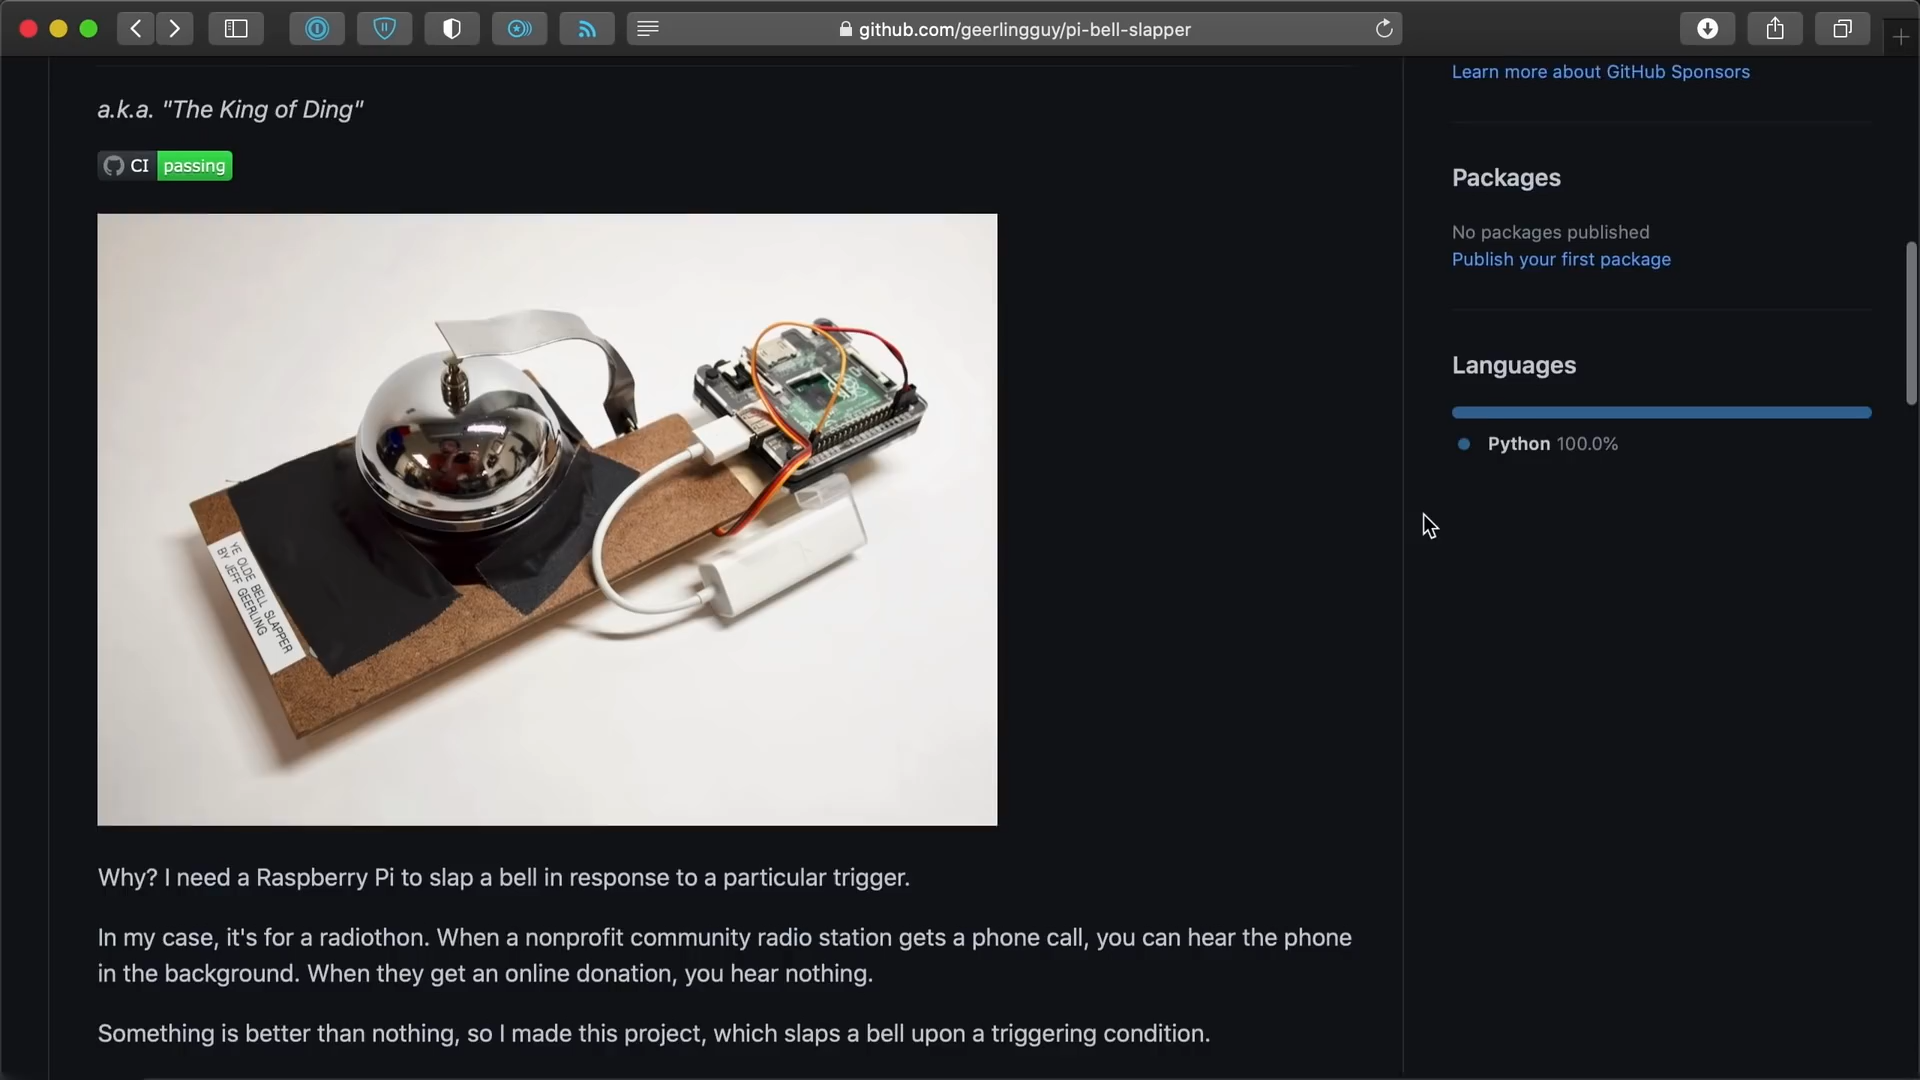 github.com/geerlingguy/pi-bell-slapper
Learn more about GitHub Sponsors
a.k.a. "The King of Ding"
CI passing
Packages
No packages published
Publish your first package
Languages
Python 100.0%
YE OLDE BELL SLAPPER
BY JEFF GEERLING
Why? I need a Raspberry Pi to slap a bell in response to a particular trigger.
In my case, it's for a radiothon. When a nonprofit community radio station gets a phone call, you can hear the phone
in the background. When they get an online donation, you hear nothing.
Something is better than nothing, so I made this project, which slaps a bell upon a triggering condition.